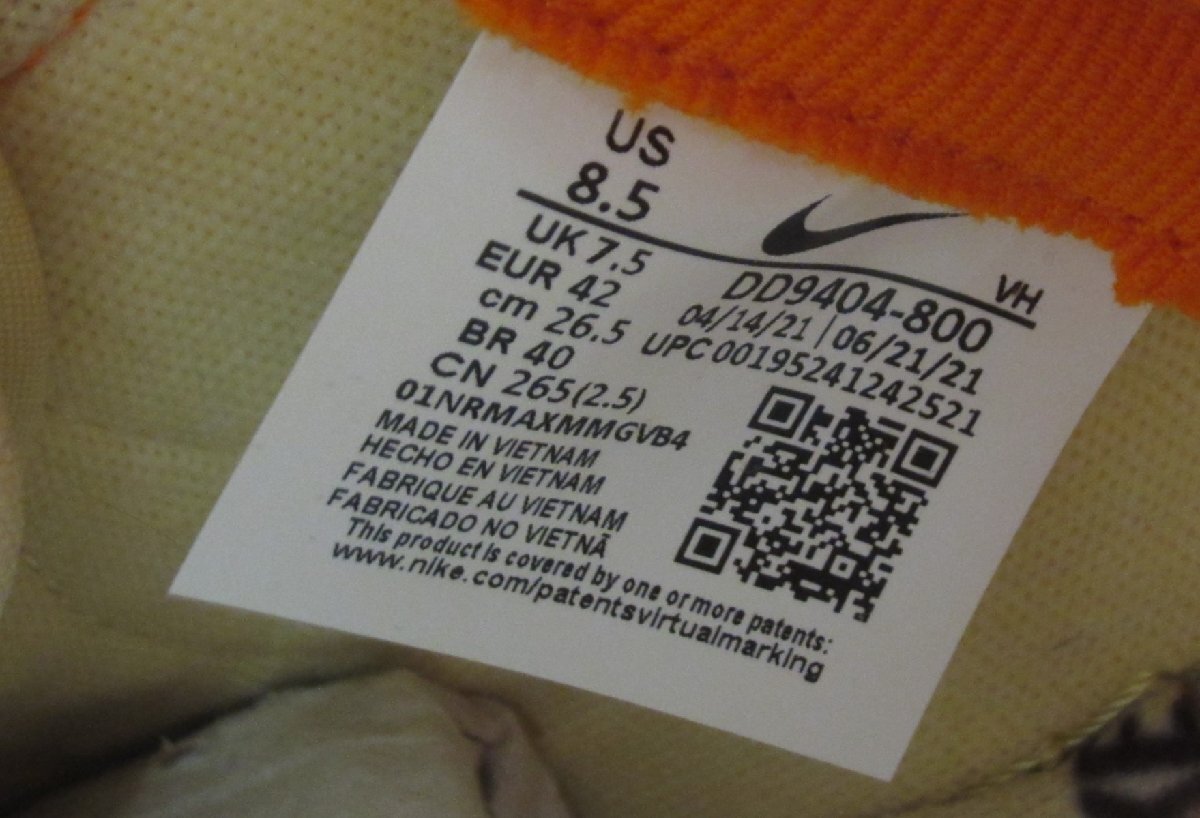 US
8.5
VH
UK 7.5
EUR 42
cm 26.5
BR 40
CN 265(2.5)
DD9404-800
04/14/21 | 06/21/21
UPC 00195241242521
01NRMAXMMGVB4
MADE IN VIETNAM
HECHO EN VIETNAM
FABRIQUE AU VIETNAM
FABRICADO NO VIETNÃ
This product is covered by one or more patents:
www.nike.com/patentsvirtualmarking